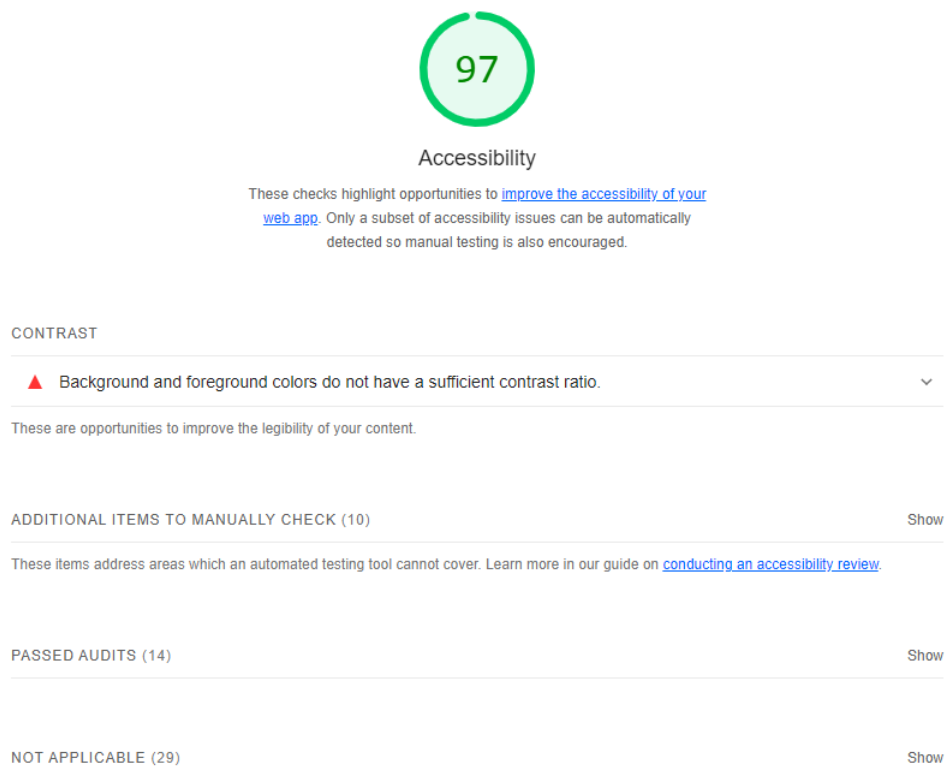 97
Accessibility
These checks highlight opportunities to improve the accessibility of your
web app. Only a subset of accessibility issues can be automatically
detected so manual testing is also encouraged.
CONTRAST
Background and foreground colors do not have a sufficient contrast ratio.
These are opportunities to improve the legibility of your content.
ADDITIONAL ITEMS TO MANUALLY CHECK (10) Show
These items address areas which an automated testing tool cannot cover. Learn more in our guide on conducting an accessibility review.
PASSED AUDITS (14) Show
NOT APPLICABLE (29) Show